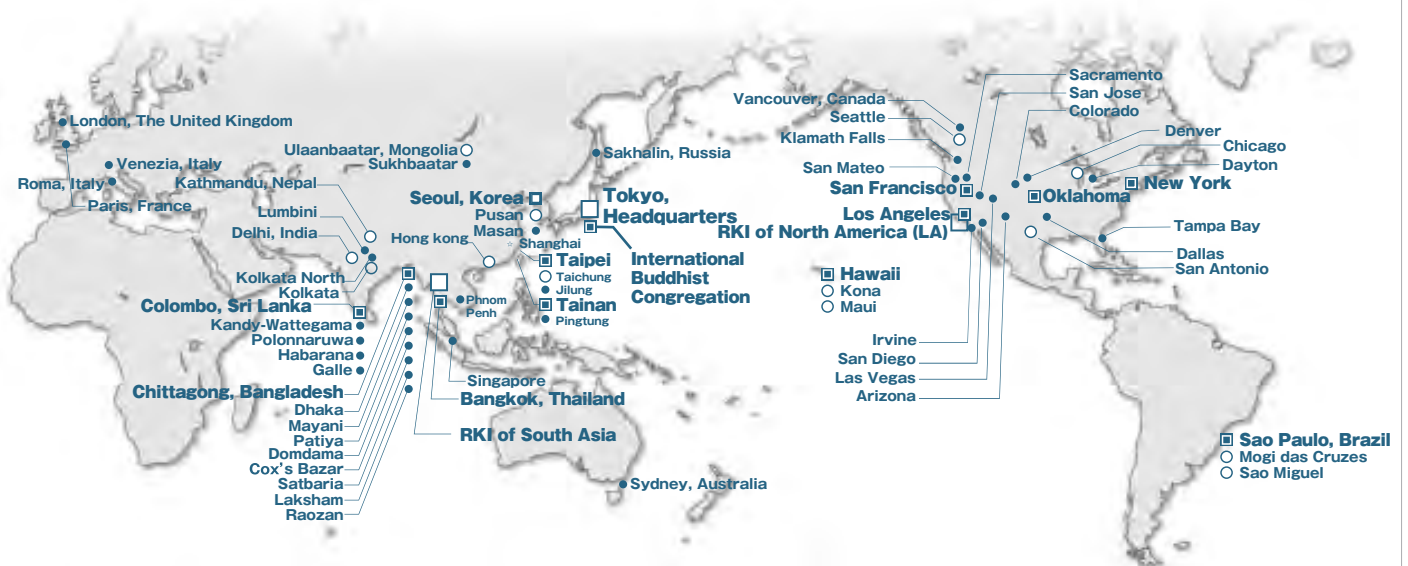 London, The United Kingdom
Venezia, Italy
Roma, Italy
Paris, France
Ulaanbaatar, Mongolia
Sukhbaatar
Sakhalin, Russia
Kathmandu, Nepal
Lumbini
Delhi, India
Kolkata North
Kolkata
Colombo, Sri Lanka
Kandy-Wattegama
Polonnaruwa
Habarana
Galle
Chittagong, Bangladesh
Dhaka
Mayani
Patiya
Domdama
Cox's Bazar
Satbaria
Laksham
Raozan
Seoul, Korea
Pusan
Masan
Hong kong
Shanghai
Tokyo,
Headquarters
International
Buddhist
Congregation
Taipei
Taichung
Jilung
Tainan
Pingtung
Phnom
Penh
Singapore
Bangkok, Thailand
RKI of South Asia
Sydney, Australia
Vancouver, Canada
Seattle
Klamath Falls
San Mateo
San Francisco
Los Angeles
RKI of North America (LA)
Hawaii
Kona
Maui
Irvine
San Diego
Las Vegas
Arizona
Sacramento
San Jose
Colorado
Denver
Chicago
Dayton
New York
Oklahoma
Tampa Bay
Dallas
San Antonio
Sao Paulo, Brazil
Mogi das Cruzes
Sao Miguel